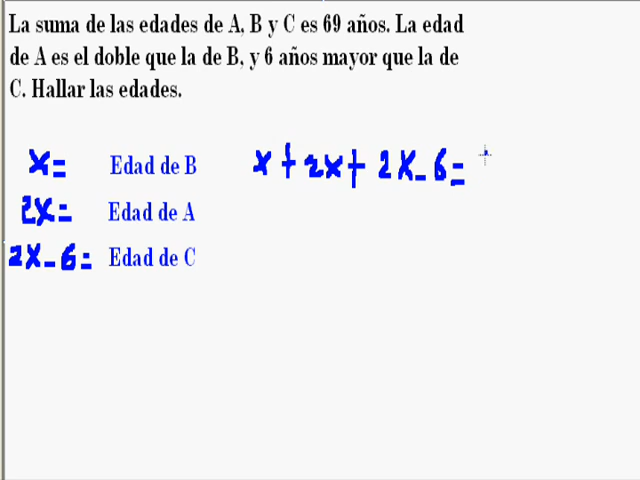 La suma de las edades de A, B y C es 69 años. La edad
de A es el doble que la de B, y 6 años mayor que la de
C. Hallar las edades.
x = Edad de B x + 2x + 2x - 6 =
2x = Edad de A
2x - 6 = Edad de C